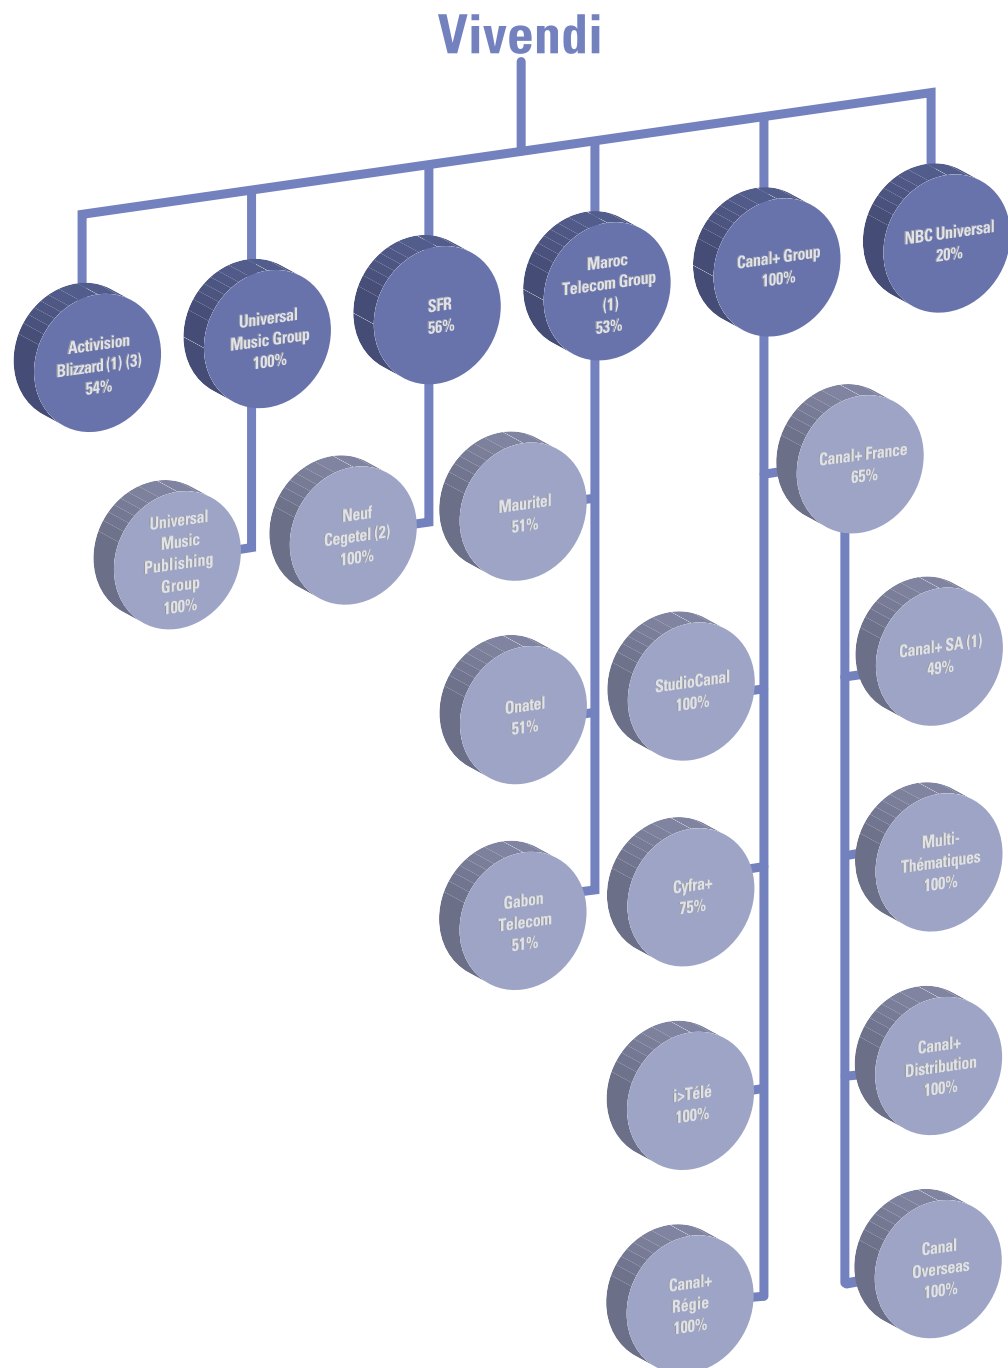 Vivendi
Activision
Blizzard (1) (3)
54%
Universal
Music Group
100%
SFR
56%
Maroc
Telecom Group
(1)
53%
Canal+ Group
100%
NBC Universal
20%
Universal
Music
Publishing
Group
100%
Neuf
Cegetel (2)
100%
Mauritel
51%
Onatel
51%
Gabon
Telecom
51%
Canal+ France
65%
StudioCanal
100%
Cyfra+
75%
i>Télé
100%
Canal+
Régie
100%
Canal+ SA (1)
49%
Multi-
Thématiques
100%
Canal+
Distribution
100%
Canal
Overseas
100%